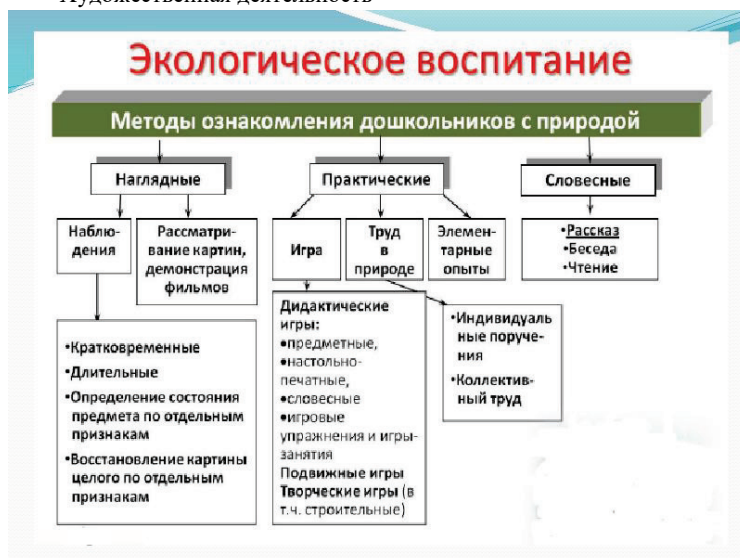 Художественная деятельность
Экологическое воспитание
Методы ознакомления дошкольников с природой
Наглядные
Практические
Словесные
Наблю-
дения
Рассматри-
вание картин,
демонстрация
фильмов
Игра
Труд
в
природе
Элемен-
тарные
опыты
•Рассказ
•Беседа
•Чтение
•Кратковременные
•Длительные
•Определение состояния
предмета по отдельным
признакам
•Восстановление картины
целого по отдельным
признакам
Дидактические
игры:
•предметные,
•настольно-
печатные,
•словесные
•игровые
упражнения и игры-
занятия
Подвижные игры
Творческие игры (в
т.ч. строительные)
•Индивидуаль
ные поруче-
ния
•Коллектив-
ный труд